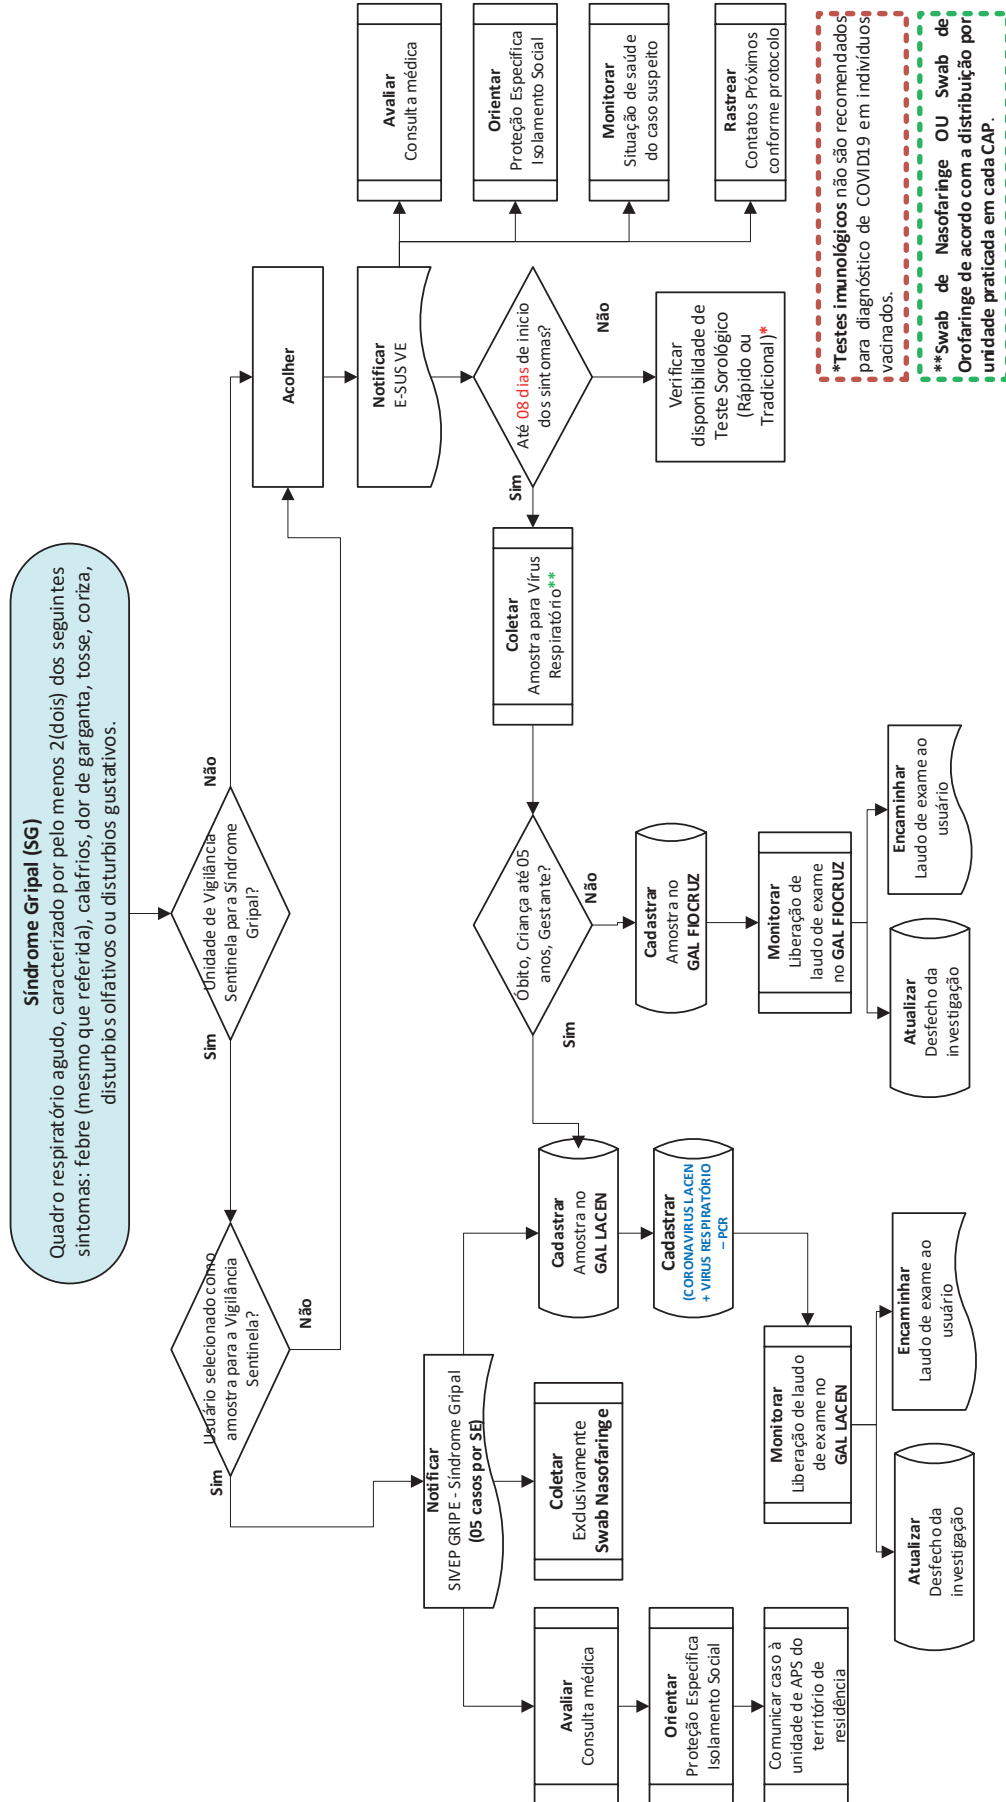 Síndrome Gripal (SG)
Quadro respiratório agudo, caracterizado por pelo menos 2(dois) dos seguintes
sintomas: febre (mesmo que referida), calafrios, dor de garganta, tosse, coriza,
disturbios olfativos ou disturbios gustativos.
Unidade de Vigilância
Sentinela para a Síndrome
Gripal?
Sim
Não
Usuário selecionado como
amostra para a Vigilância
Sentinela?
Sim
Não
Acolher
Notificar
SIVEP GRIPE - Síndrome Gripal
(05 casos por SE)
Notificar
E-SUS VE
Avaliar
Consulta médica
Orientar
Proteção Especifica
Isolamento Social
Monitorar
Situação de saúde
do caso suspeito
Rastrear
Contatos Próximos
conforme protocolo
Até 08 dias de inicio
dos sintomas?
Sim
Não
Verificar
disponibilidade de
Teste Sorológico
(Rápido ou
Tradicional)*
Coletar
Amostra para Vírus
Respiratório**
Óbito, Criança até 05
anos, Gestante?
Sim
Não
Avaliar
Consulta médica
Orientar
Proteção Especifica
Isolamento Social
Comunicar caso à
unidade de APS do
território de
residência
Coletar
Exclusivamente
Swab Nasofaringe
Cadastrar
Amostra no
GAL LACEN
Cadastrar
(CORONAVIRUS LACEN
+ VIRUS RESPIRATÓRIO
– PCR
Monitorar
Liberação de laudo
de exame no
GAL LACEN
Atualizar
Desfecho da
investigação
Encaminhar
Laudo de exame ao
usuário
Cadastrar
Amostra no
GAL FIOCRUZ
Monitorar
Liberação de
laudo de exame
no GAL FIOCRUZ
Atualizar
Desfecho da
investigação
Encaminhar
Laudo de exame ao
usuário
*Testes imunológicos não são recomendados
para diagnóstico de COVID19 em indivíduos
vacinados.
**Swab de Nasofaringe OU Swab de
Orofaringe de acordo com a distribuição por
unidade praticada em cada CAP.